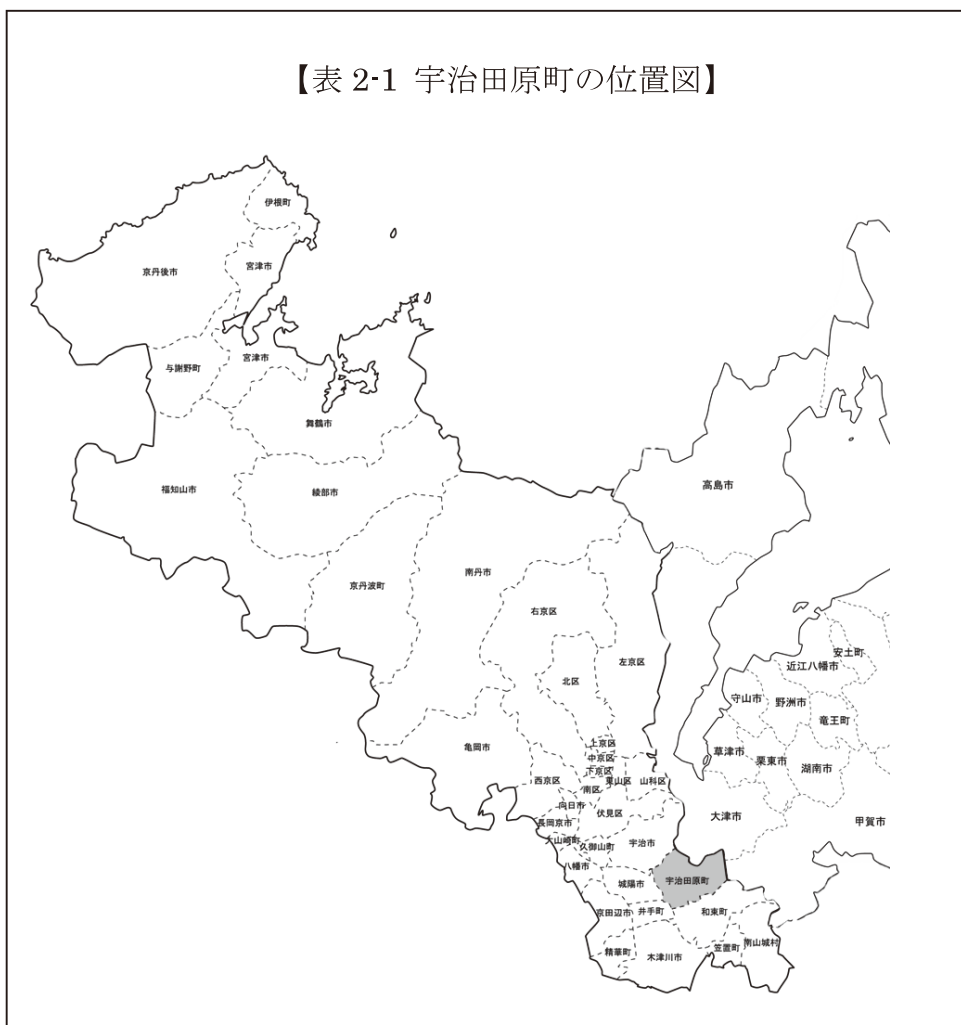 【表 2-1 宇治田原町の位置図】
伊根町
京丹後市
宮津市
与謝野町
宮津市
舞鶴市
福知山市
綾部市
高島市
京丹波町
南丹市
右京区
左京区
北区
安土町
近江八幡市
守山市
野洲市
竜王町
亀岡市
上京区
中京区
下京区
草津市
栗東市
湖南市
西京区
南区
東山区
山科区
向日市
伏見区
長岡京市
大津市
甲賀市
大山崎町
久御山町
宇治市
八幡市
城陽市
宇治田原町
京田辺市
井手町
和束町
精華町
木津川市
笠置町
南山城村